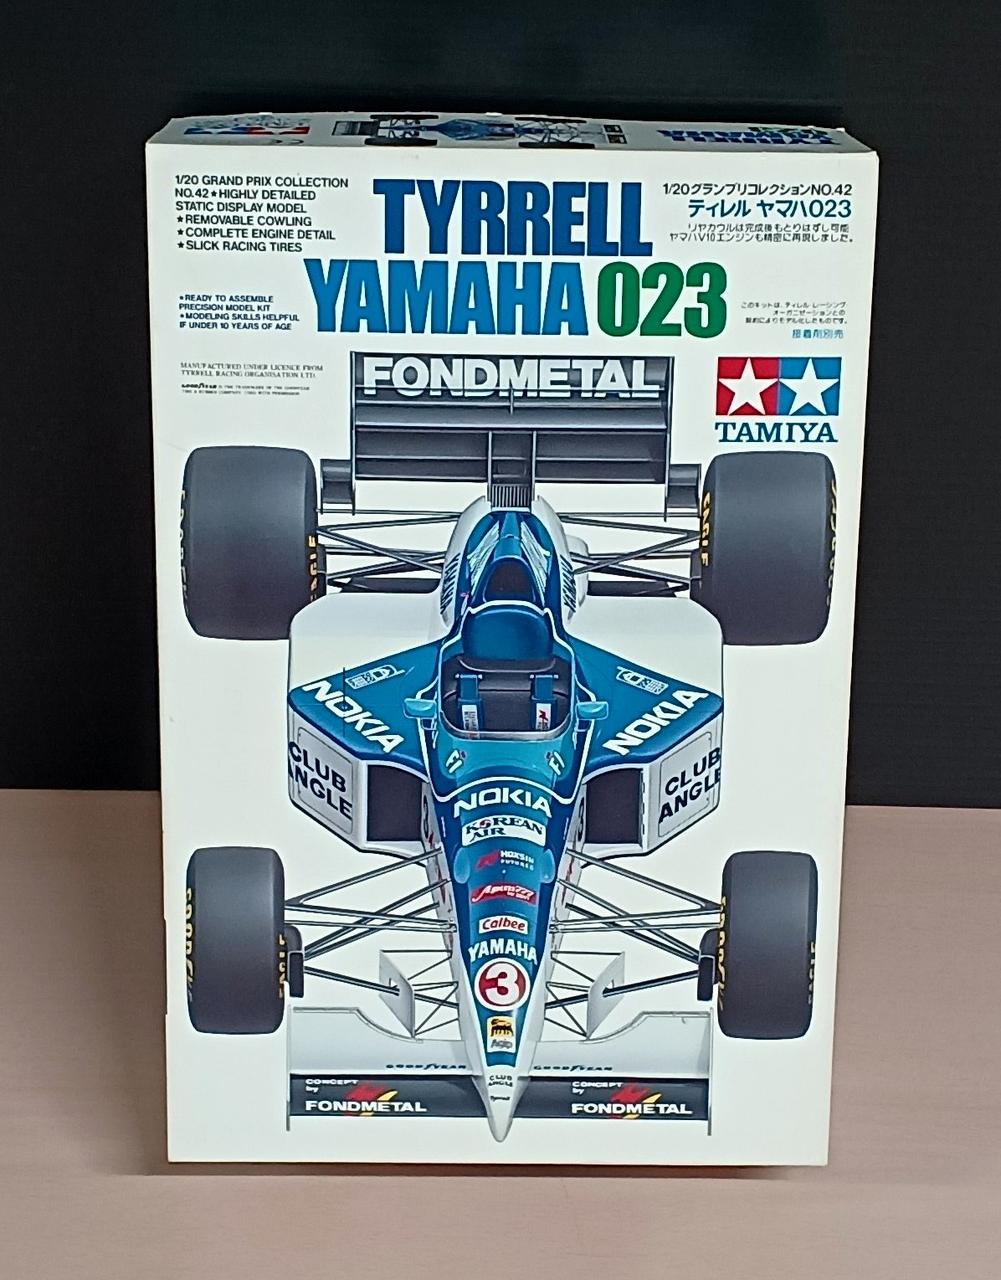 1/20 GRAND PRIX COLLECTION
NO.42★HIGHLY DETAILED
STATIC DISPLAY MODEL
★REMOVABLE COWLING
★COMPLETE ENGINE DETAIL
★SLICK RACING TIRES
TYRRELL
YAMAHA 023
1/20グランプリコレクションNO.42
ティレル ヤマハ023
リヤカウルは完成後もとりはずし可能
ヤマハV10エンジンも精密に再現しました。
★READY TO ASSEMBLE
PRECISION MODEL KIT
★MODELING SKILLS HELPFUL
IF UNDER 10 YEARS OF AGE
このキットは、ティレル レーシング
オーガニゼーションとの
契約によりモデル化したものです。
接着剤別売
MANUFACTURED UNDER LICENCE FROM
TYRRELL RACING ORGANISATION LTD.
FONDMETAL
TAMIYA
EAGLE
NOKIA
NOKIA
CLUB
ANGLE
CLUB
ANGLE
NOKIA
KOREAN
AIR
Calbee
YAMAHA
3
Agip
GOODYEAR
GOODYEAR
CLUB
ANGLE
Tyrrell
CONCEPT
by
FONDMETAL
CONCEPT
by
FONDMETAL